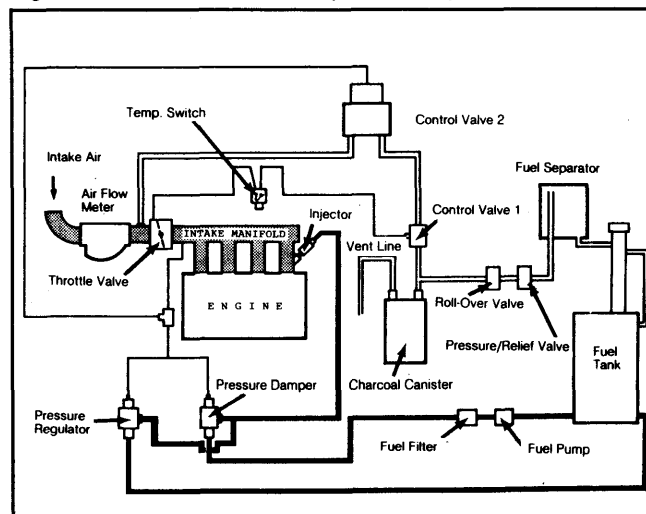 Temp. Switch
Control Valve 2
Intake Air
Fuel Separator
Air Flow
Meter
Injector
Control Valve 1
INTAKE MANIFOLD
Vent Line
Throttle Valve
ENGINE
Roll-Over Valve
Pressure/Relief Valve
Fuel
Tank
Pressure Damper
Charcoal Canister
Pressure
Regulator
Fuel Filter
Fuel Pump